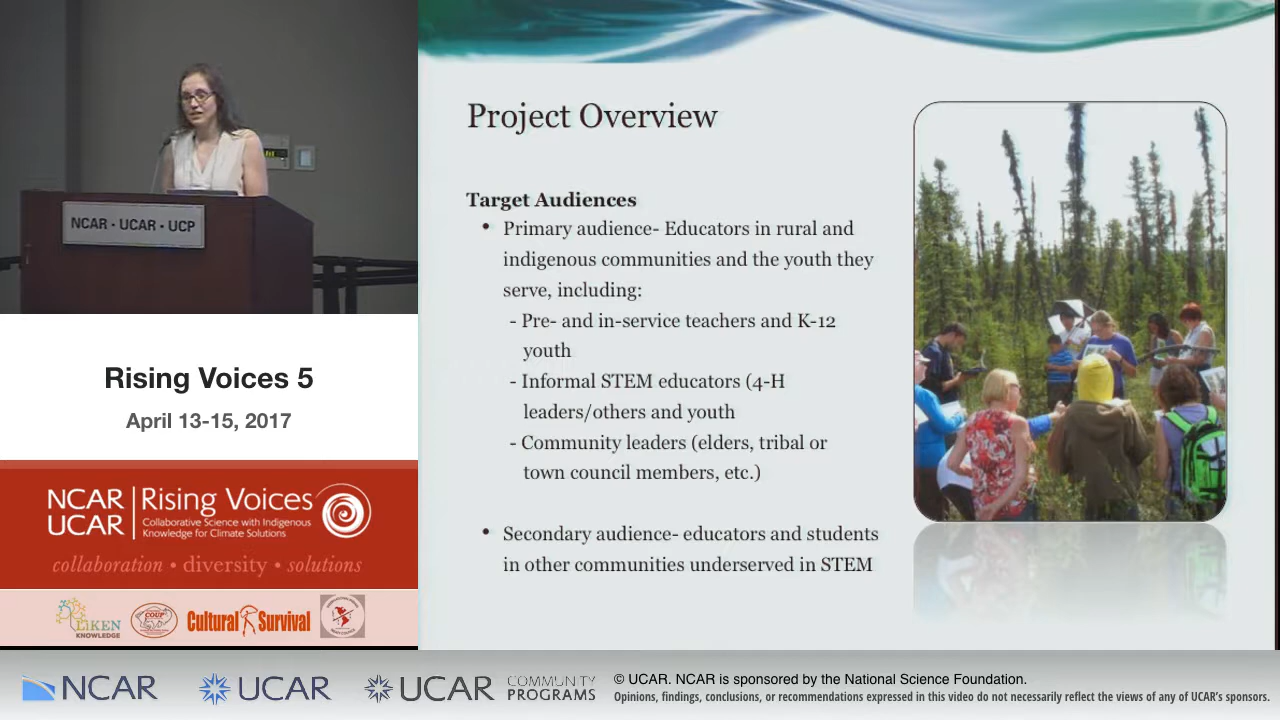 NCAR • UCAR • UCP
Rising Voices 5
April 13-15, 2017
NCAR
UCAR
Rising Voices
Collaborative Science with Indigenous
Knowledge for Climate Solutions
collaboration • diversity • solutions
LiKEN
KNOWLEDGE
COUP
Cultural Survival
Project Overview
Target Audiences
• Primary audience- Educators in rural and
indigenous communities and the youth they
serve, including:
- Pre- and in-service teachers and K-12
youth
- Informal STEM educators (4-H
leaders/others and youth
- Community leaders (elders, tribal or
town council members, etc.)
• Secondary audience- educators and students
in other communities underserved in STEM
NCAR
UCAR
UCAR
COMMUNITY
PROGRAMS
© UCAR. NCAR is sponsored by the National Science Foundation.
Opinions, findings, conclusions, or recommendations expressed in this video do not necessarily reflect the views of any of UCAR's sponsors.